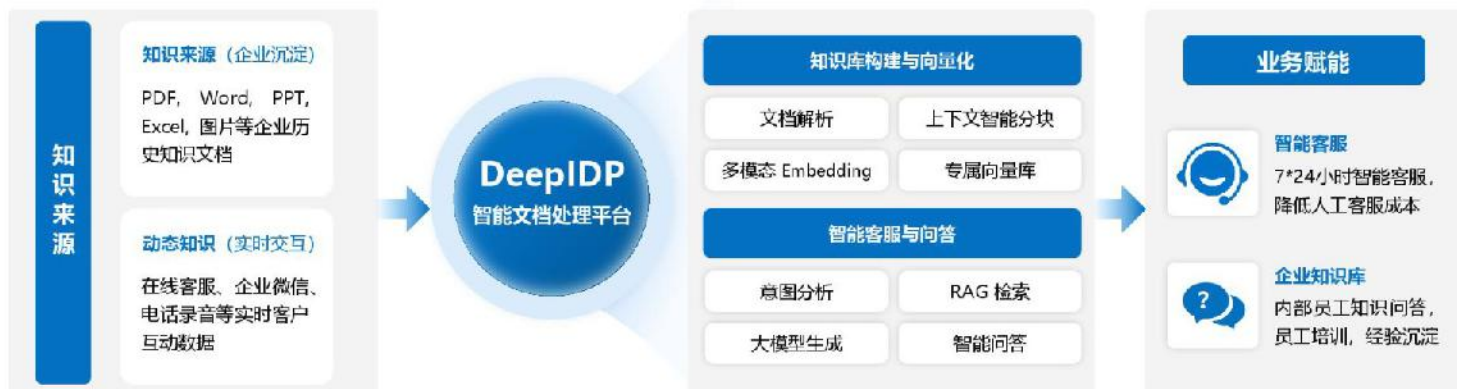 知识来源
知识来源（企业沉淀）
PDF, Word, PPT,
Excel, 图片等企业历
史知识文档
动态知识（实时交互）
在线客服、企业微信、
电话录音等实时客户
互动数据
DeepIDP
智能文档处理平台
知识库构建与向量化
文档解析
上下文智能分块
多模态 Embedding
专属向量库
智能客服与问答
意图分析
RAG 检索
大模型生成
智能问答
业务赋能
智能客服
7*24小时智能客服，
降低人工客服成本
?
企业知识库
内部员工知识问答，
员工培训，经验沉淀